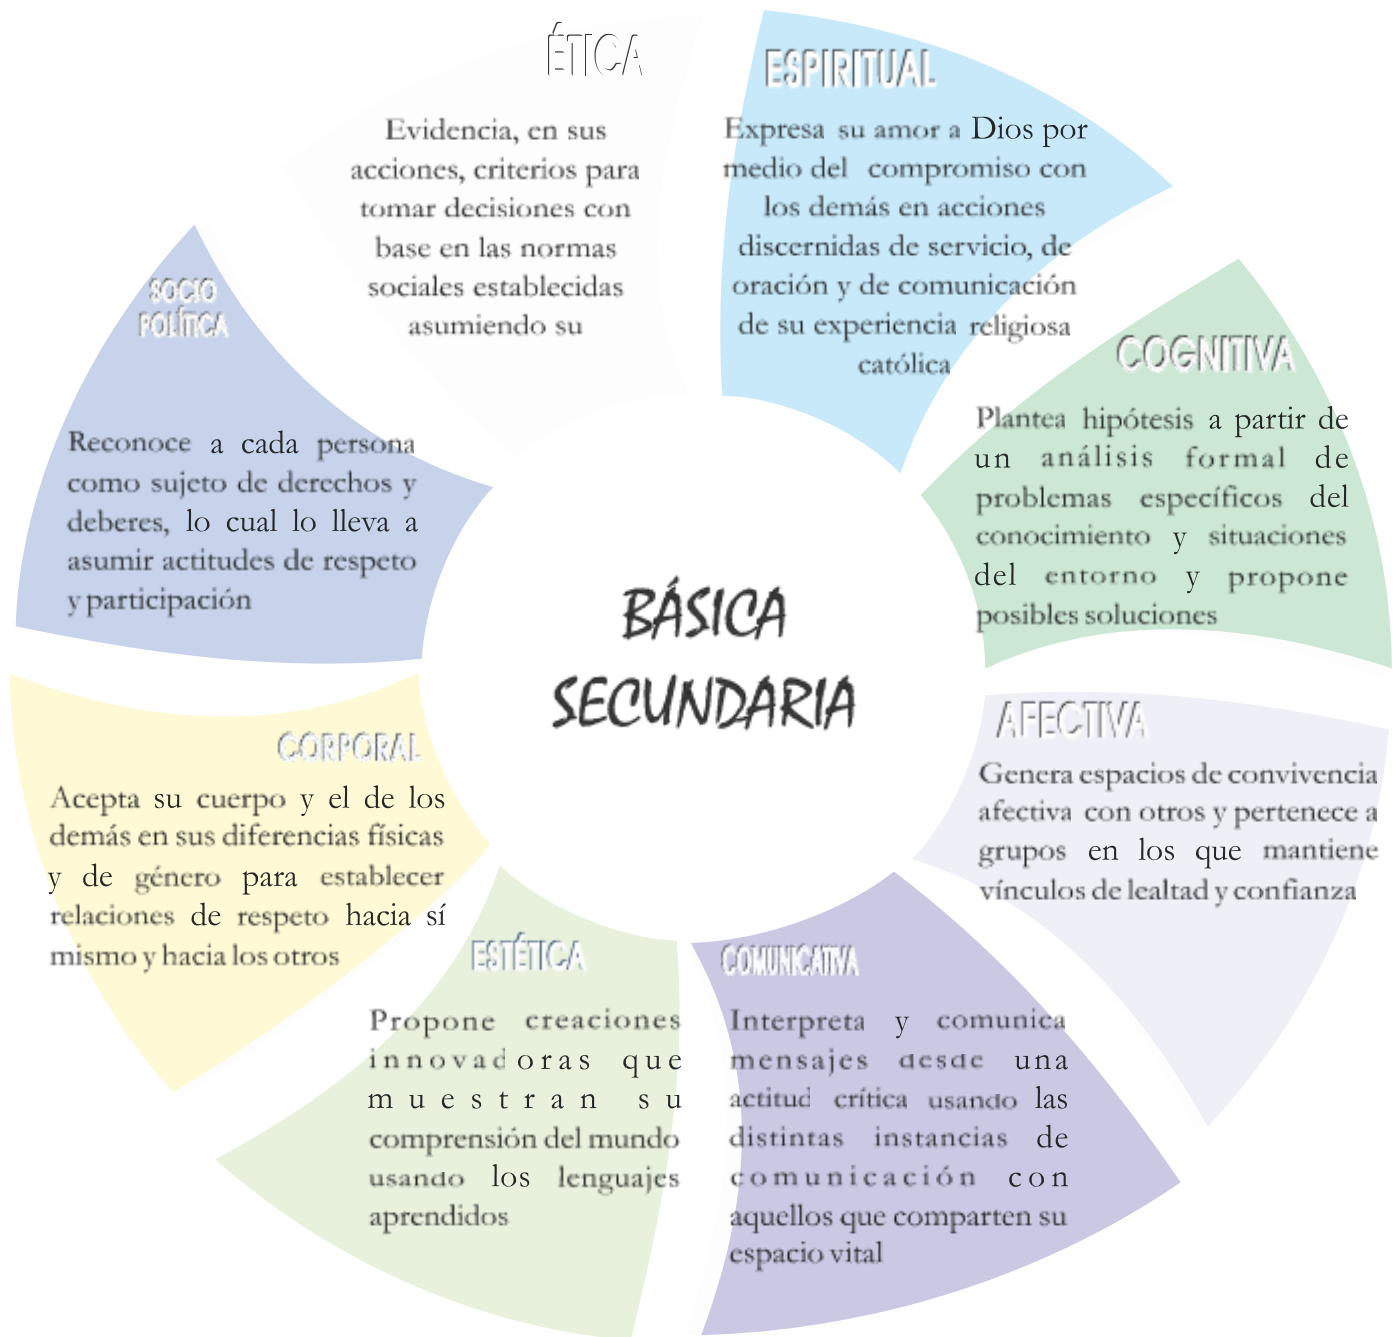 ÉTICA
Evidencia, en sus
acciones, criterios para
tomar decisiones con
base en las normas
sociales establecidas
asumiendo su
ESPIRITUAL
Expresa su amor a Dios por
medio del compromiso con
los demás en acciones
discernidas de servicio, de
oración y de comunicación
de su experiencia religiosa
católica
COGNITIVA
Plantea hipótesis a partir de
un análisis formal de
problemas específicos del
conocimiento y situaciones
del entorno y propone
posibles soluciones
AFECTIVA
Genera espacios de convivencia
afectiva con otros y pertenece a
grupos en los que mantiene
vínculos de lealtad y confianza
COMUNICATIVA
Interpreta y comunica
mensajes desde una
actitud crítica usando las
distintas instancias de
comunicación con
aquellos que comparten su
espacio vital
ESTÉTICA
Propone creaciones
innovadoras que
muestran su
comprensión del mundo
usando los lenguajes
aprendidos
CORPORAL
Acepta su cuerpo y el de los
demás en sus diferencias físicas
y de género para establecer
relaciones de respeto hacia sí
mismo y hacia los otros
SOCIO
POLÍTICA
Reconoce a cada persona
como sujeto de derechos y
deberes, lo cual lo lleva a
asumir actitudes de respeto
y participación
BÁSICA
SECUNDARIA